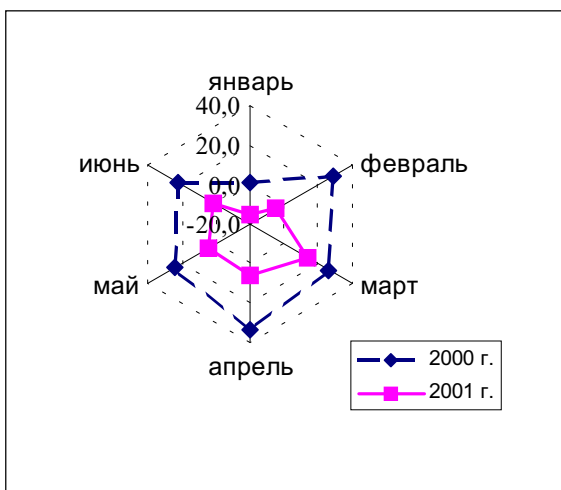 январь
40,0
20,0
0,0
-20,0
июнь
февраль
май
март
апрель
2000 г.
2001 г.